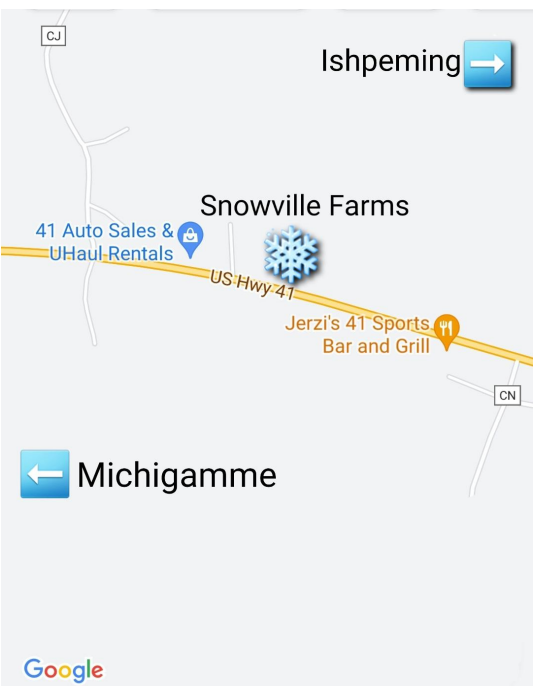 CJ
Ishpeming
Snowville Farms
41 Auto Sales &
UHaul Rentals
US Hwy 41
Jerzi's 41 Sports
Bar and Grill
CN
Michigamme
Google